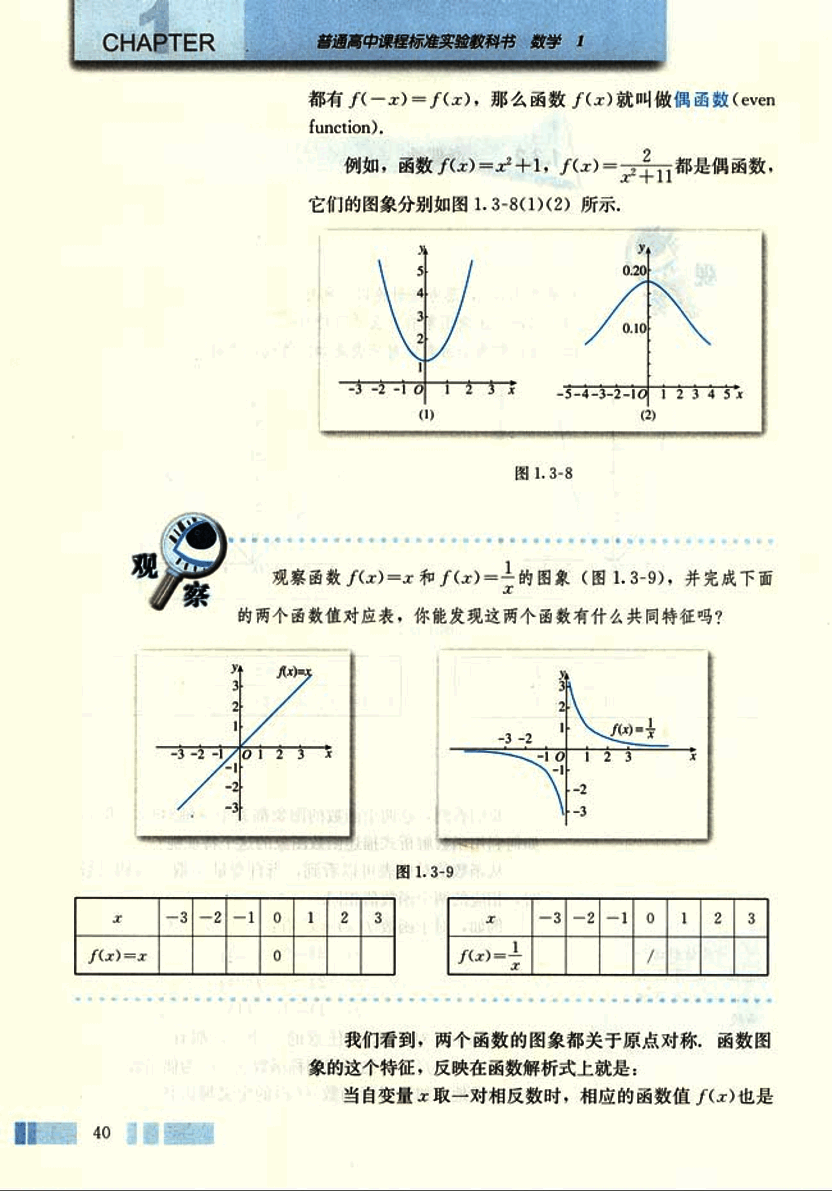 1
CHAPTER
普通高中课程标准实验教科书 数学 1
都有 f(-x)=f(x)，那么函数 f(x)就叫做偶函数(even
function).
例如，函数 f(x)=x²+1，f(x)=2/(x²+11)都是偶函数，
它们的图象分别如图 1.3-8(1)(2) 所示.
y
5
4
3
2
1
-3 -2 -1 0 1 2 3 x
(1)
y
0.20
0.10
-5-4-3-2-1 0 1 2 3 4 5 x
(2)
图 1.3-8
观察
观察函数 f(x)=x 和 f(x)=1/x 的图象（图 1.3-9），并完成下面
的两个函数值对应表，你能发现这两个函数有什么共同特征吗?
y
f(x)=x
3
2
1
-3 -2 -1 0 1 2 3 x
-1
-2
-3
y
3
2
1
f(x)=1/x
-3 -2
-1 0 1 2 3 x
-1
-2
-3
图 1.3-9
x -3 -2 -1 0 1 2 3
f(x)=x 0
x -3 -2 -1 0 1 2 3
f(x)=1/x /
我们看到，两个函数的图象都关于原点对称. 函数图
象的这个特征，反映在函数解析式上就是：
当自变量 x 取一对相反数时，相应的函数值 f(x)也是
40